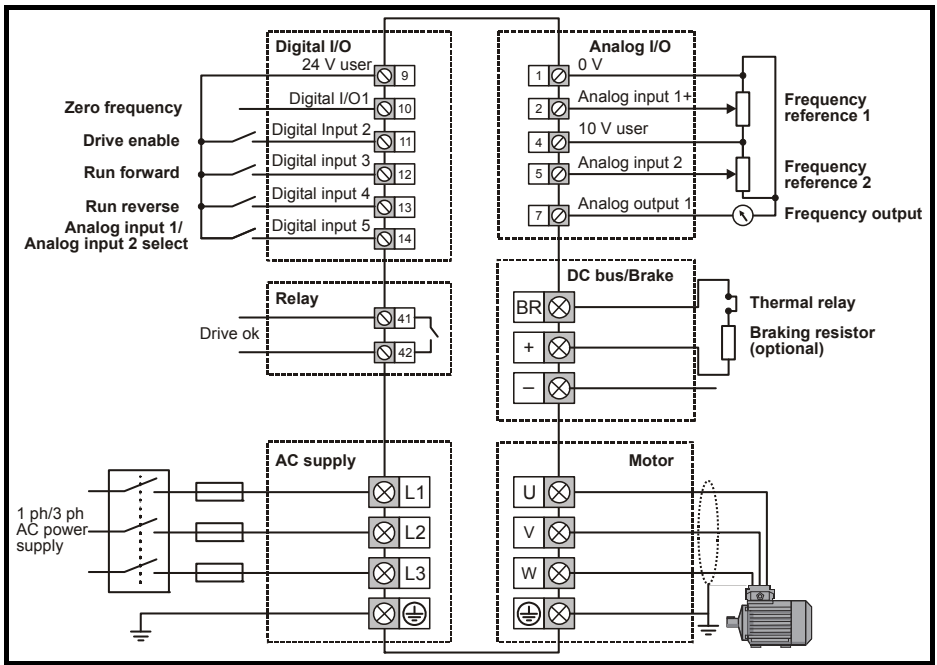 Digital I/O
24 V user
9
Zero frequency
Digital I/O1
10
Drive enable
Digital Input 2
11
Run forward
Digital input 3
12
Run reverse
Digital input 4
13
Analog input 1/
Analog input 2 select
Digital input 5
14
Analog I/O
1
0 V
2
Analog input 1+
Frequency
reference 1
4
10 V user
5
Analog input 2
Frequency
reference 2
7
Analog output 1
Frequency output
Relay
Drive ok
41
42
DC bus/Brake
BR
+
–
Thermal relay
Braking resistor
(optional)
AC supply
1 ph/3 ph
AC power
supply
L1
L2
L3
Motor
U
V
W